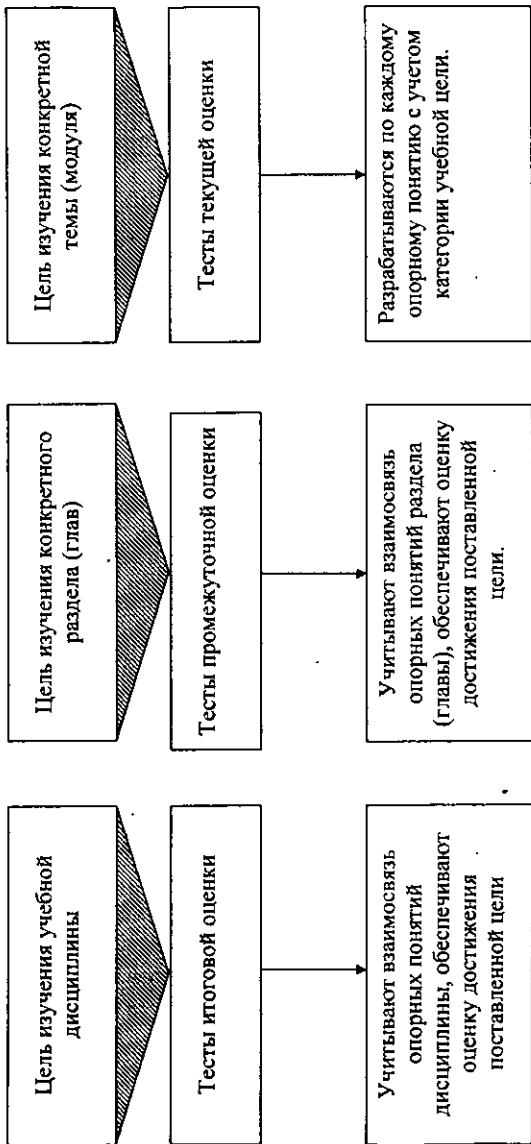 Цель изучения учебной
дисциплины
Тесты итоговой оценки
Учитывают взаимосвязь
опорных понятий
дисциплины, обеспечивают
оценку достижения
поставленной цели
Цель изучения конкретного
раздела (глав)
Тесты промежуточной оценки
Учитывают взаимосвязь
опорных понятий раздела
(главы), обеспечивают оценку
достижения поставленной
цели.
Цель изучения конкретной
темы (модуля)
Тесты текущей оценки
Разрабатываются по каждому
опорному понятию с учетом
категории учебной цели.